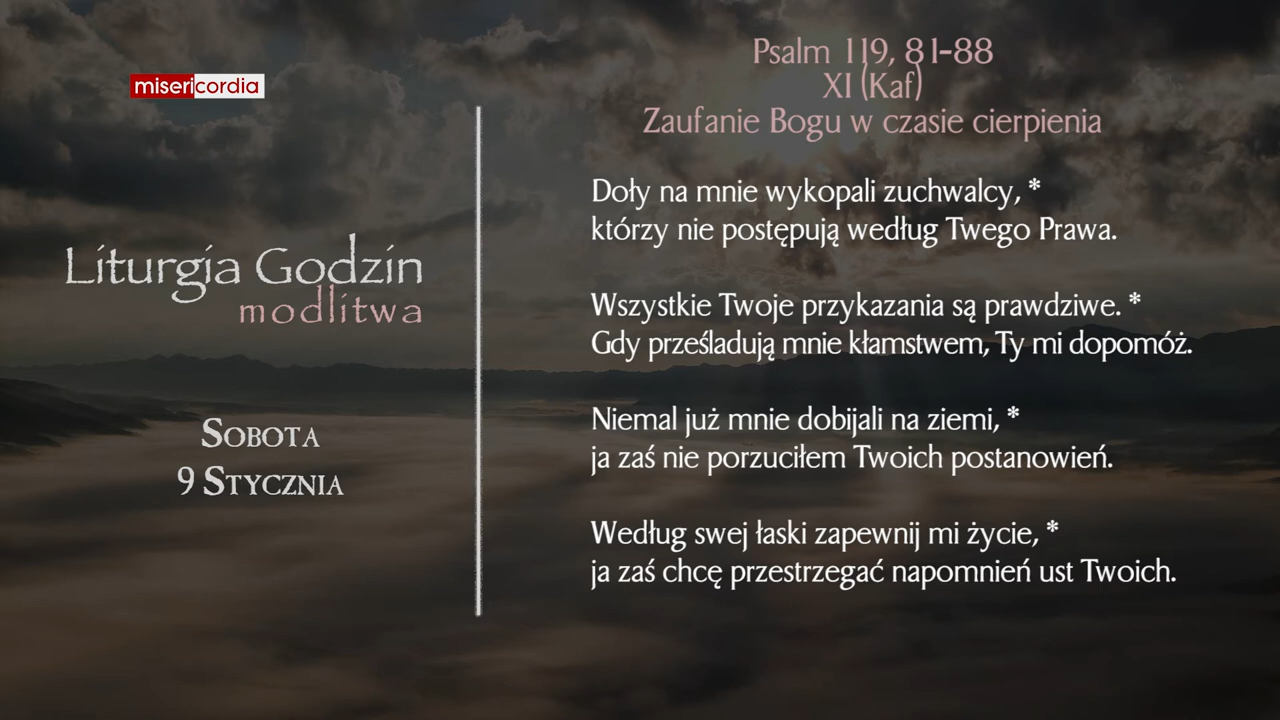 misericordia
Liturgia Godzin
modlitwa
Sobota
9 Stycznia
Psalm 119, 81-88
XI (Kaf)
Zaufanie Bogu w czasie cierpienia
Doły na mnie wykopali zuchwalcy, *
którzy nie postępują według Twego Prawa.
Wszystkie Twoje przykazania są prawdziwe. *
Gdy prześladują mnie kłamstwem, Ty mi dopomóż.
Niemal już mnie dobijali na ziemi, *
ja zaś nie porzuciłem Twoich postanowień.
Według swej łaski zapewnij mi życie, *
ja zaś chcę przestrzegać napomnień ust Twoich.